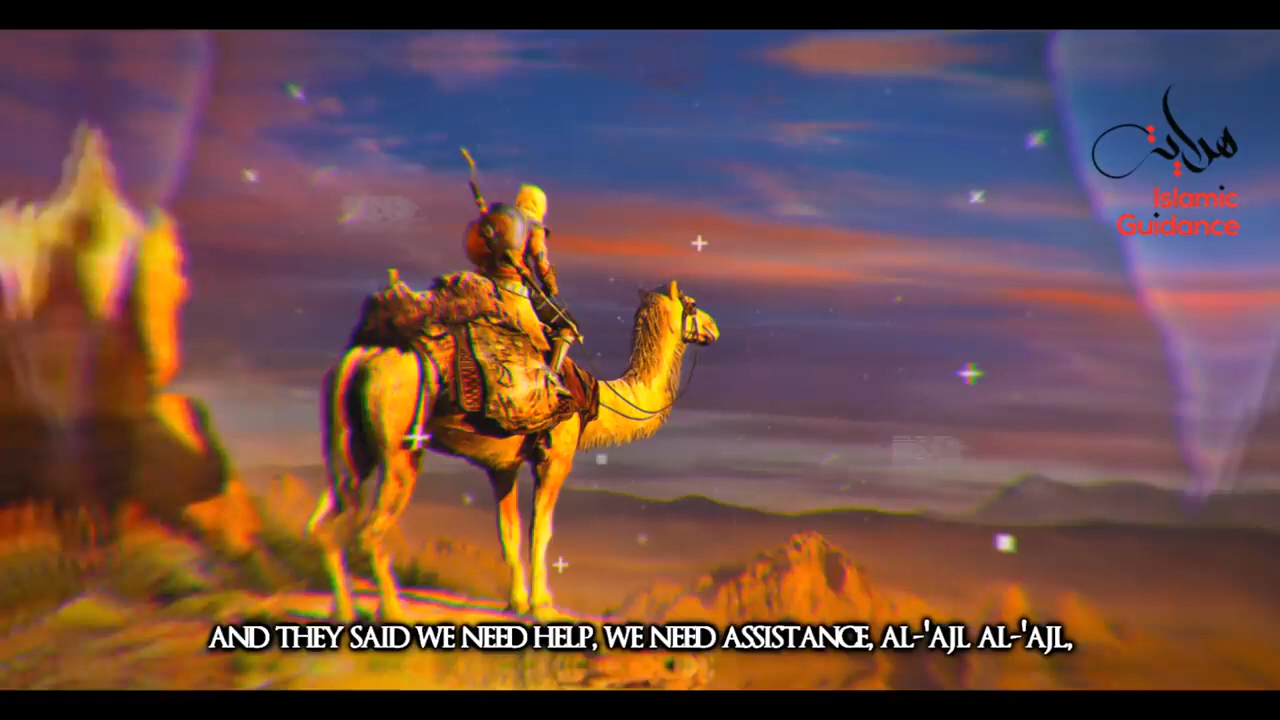 هداية
Islamic
Guidance
AND THEY SAID WE NEED HELP, WE NEED ASSISTANCE, AL-'AJL AL-'AJL,